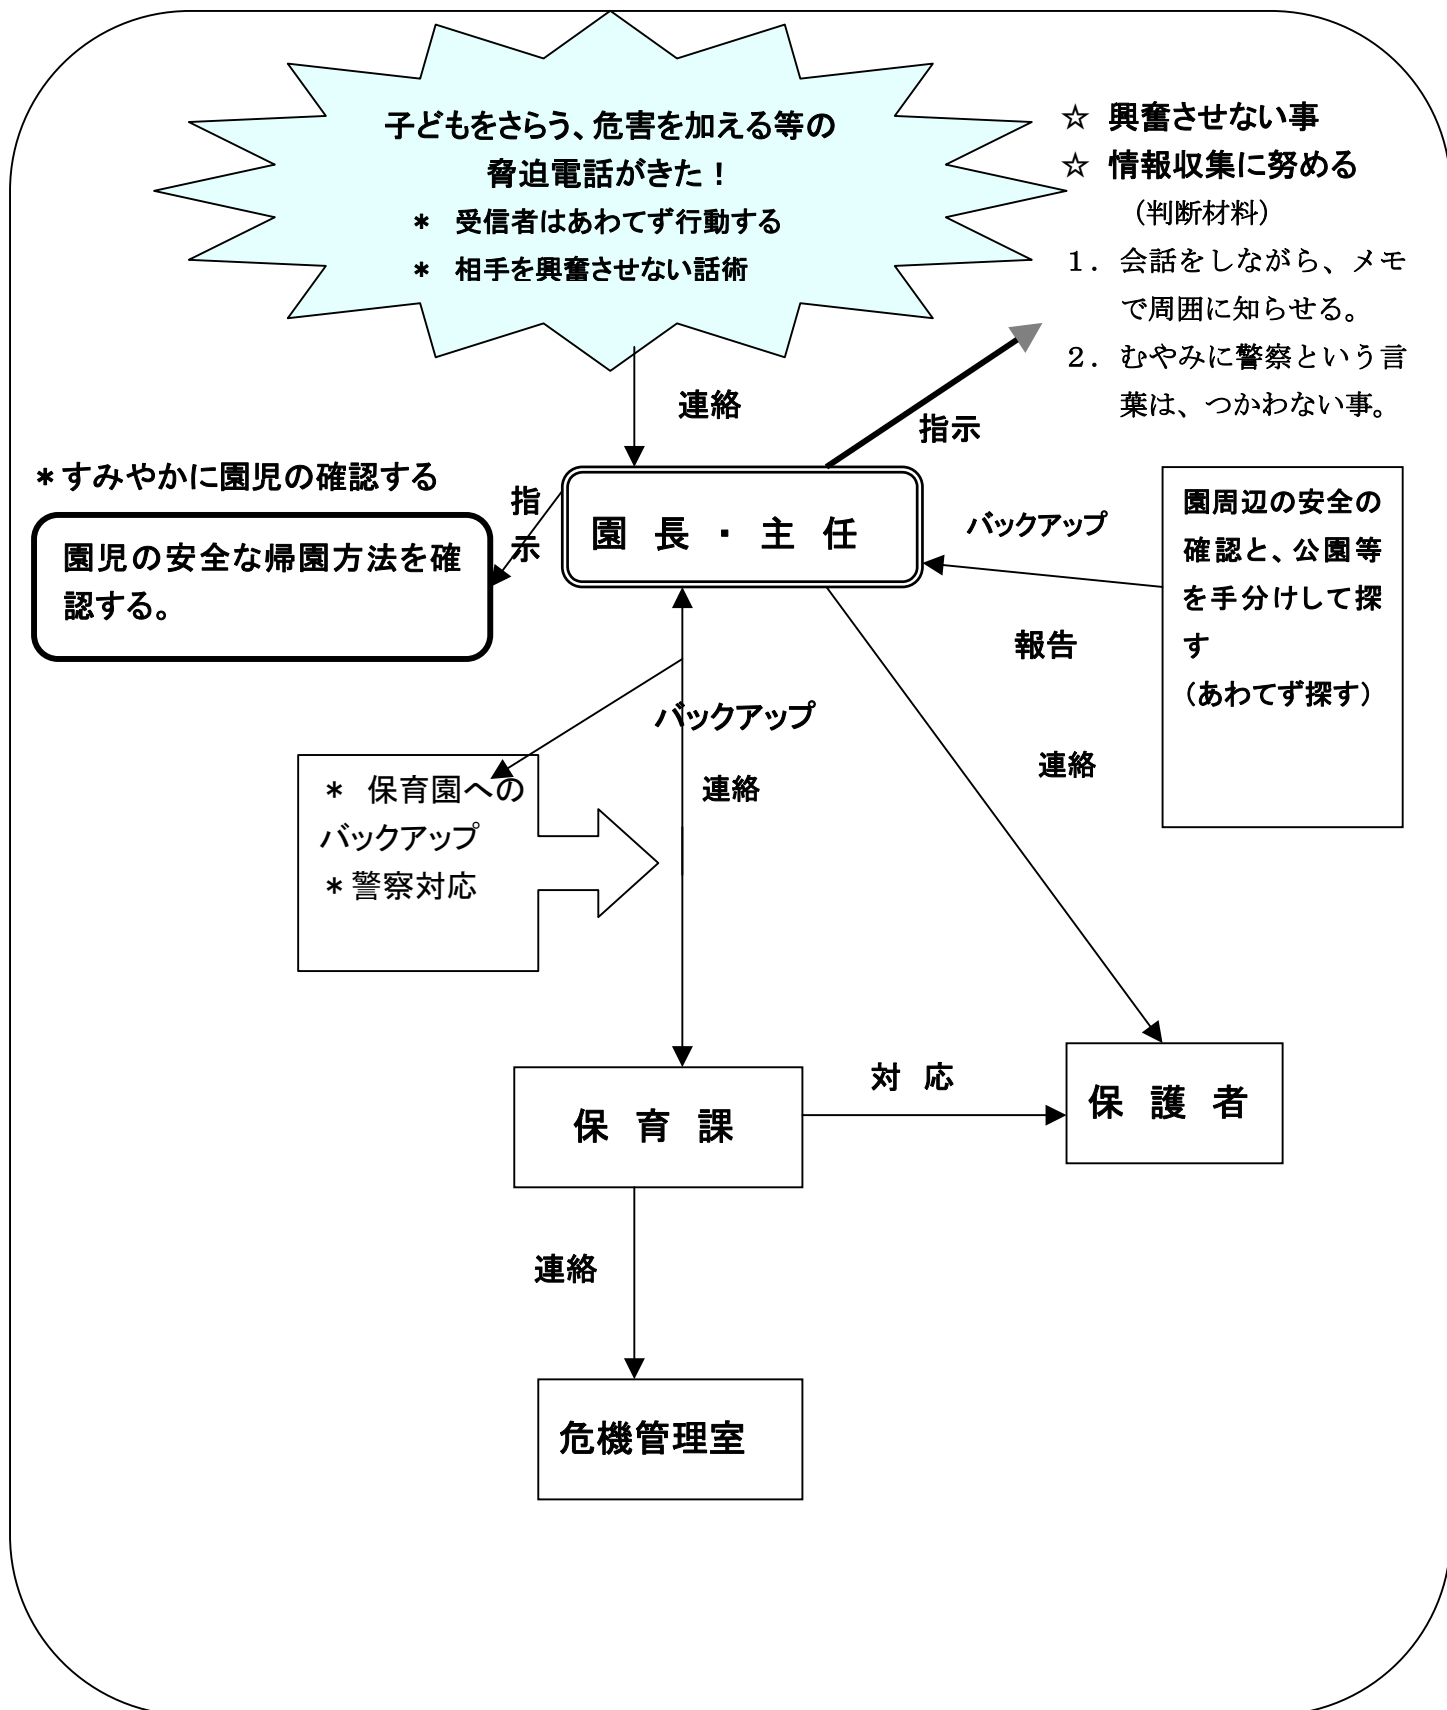 子どもをさらう、危害を加える等の
脅迫電話がきた！
＊ 受信者はあわてず行動する
＊ 相手を興奮させない話術
☆ 興奮させない事
☆ 情報収集に努める
（判断材料）
１．会話をしながら、メモ
で周囲に知らせる。
２．むやみに警察という言
葉は、つかわない事。
連絡
指示
＊すみやかに園児の確認する
指
示
園児の安全な帰園方法を確
認する。
園 長 ・ 主 任
バックアップ
園周辺の安全の
確認と、公園等
を手分けして探
す
（あわてず探す）
報告
バックアップ
連絡
連絡
＊ 保育園への
バックアップ
＊警察対応
保 育 課
対 応
保 護 者
連絡
危機管理室